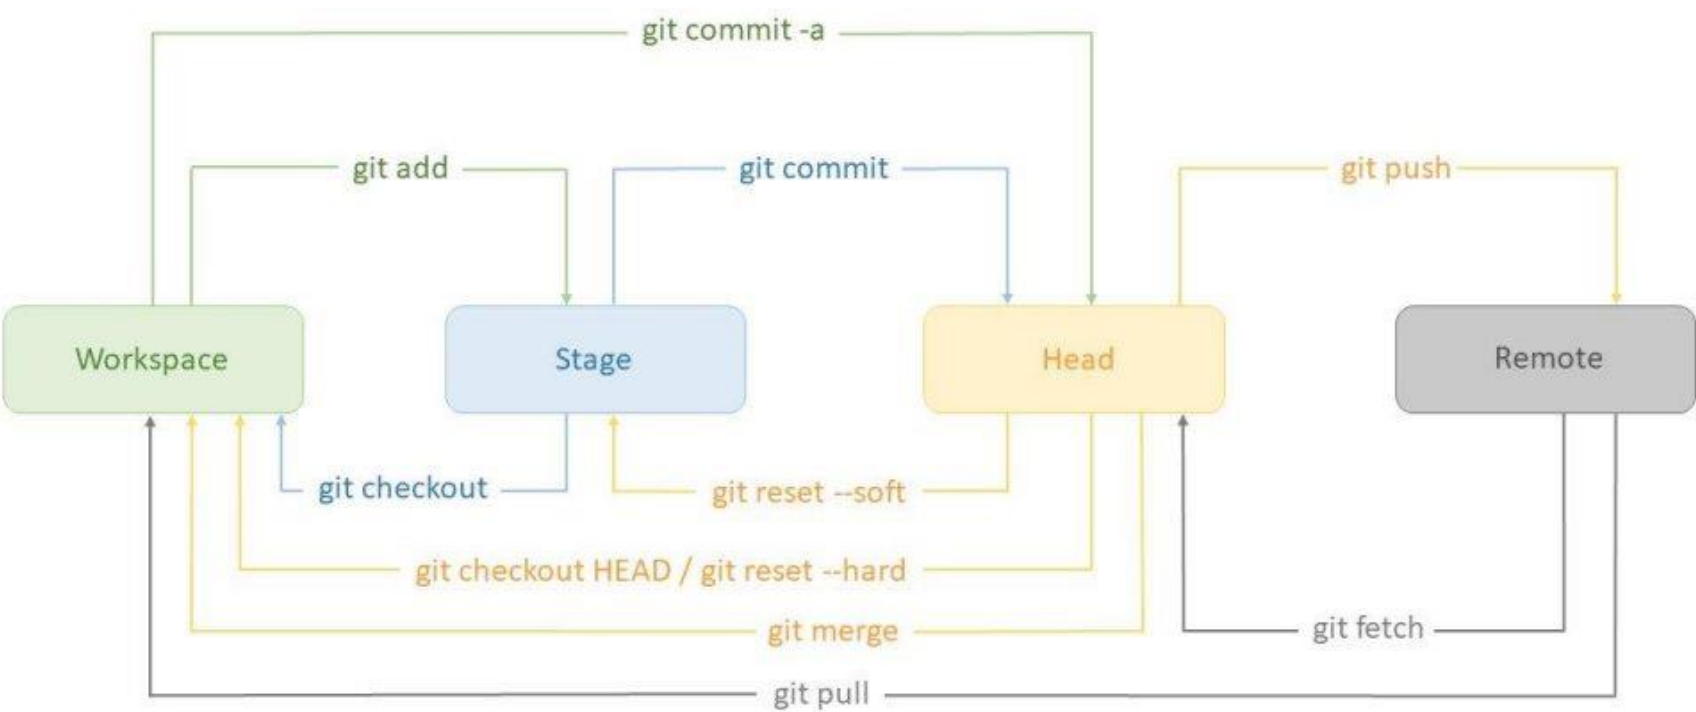 git commit -a
git add
git commit
git push
Workspace
Stage
Head
Remote
git checkout
git reset --soft
git checkout HEAD / git reset --hard
git merge
git fetch
git pull